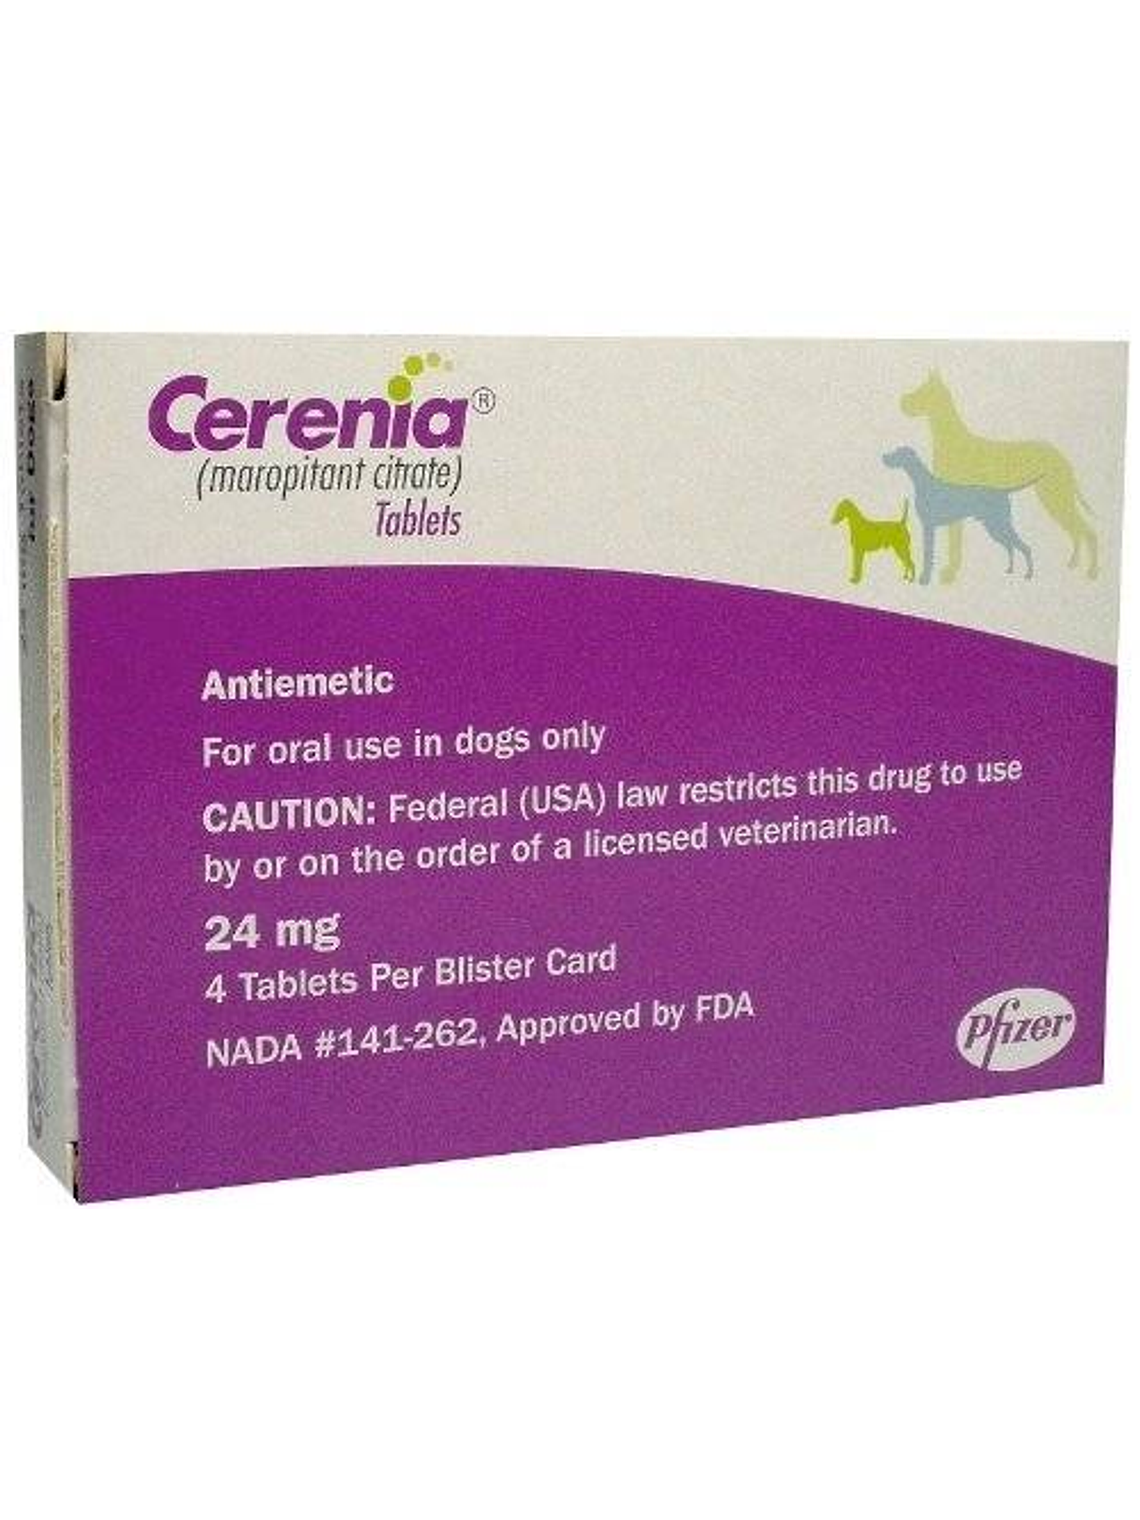 Cerenia®
(maropitant citrate)
Tablets
Antiemetic
For oral use in dogs only
CAUTION: Federal (USA) law restricts this drug to use
by or on the order of a licensed veterinarian.
24 mg
4 Tablets Per Blister Card
NADA #141-262, Approved by FDA
Pfizer